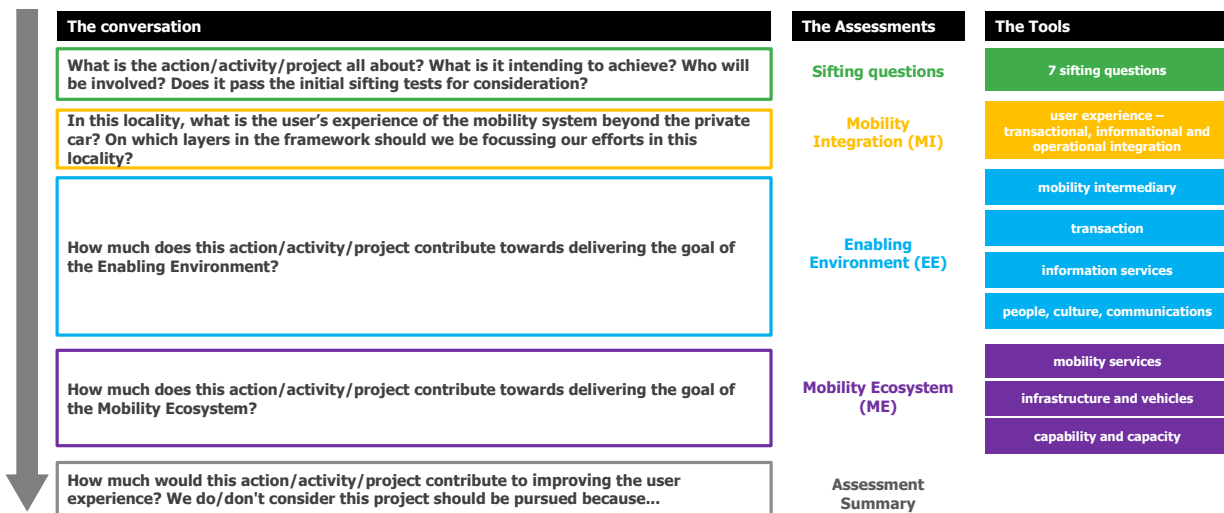 The conversation
The Assessments
The Tools
What is the action/activity/project all about? What is it intending to achieve? Who will
be involved? Does it pass the initial sifting tests for consideration?
Sifting questions
7 sifting questions
In this locality, what is the user's experience of the mobility system beyond the private
car? On which layers in the framework should we be focussing our efforts in this
locality?
Mobility
Integration (MI)
user experience –
transactional, informational and
operational integration
How much does this action/activity/project contribute towards delivering the goal of
the Enabling Environment?
Enabling
Environment (EE)
mobility intermediary
transaction
information services
people, culture, communications
How much does this action/activity/project contribute towards delivering the goal of
the Mobility Ecosystem?
Mobility Ecosystem
(ME)
mobility services
infrastructure and vehicles
capability and capacity
How much would this action/activity/project contribute to improving the user
experience? We do/don't consider this project should be pursued because...
Assessment
Summary